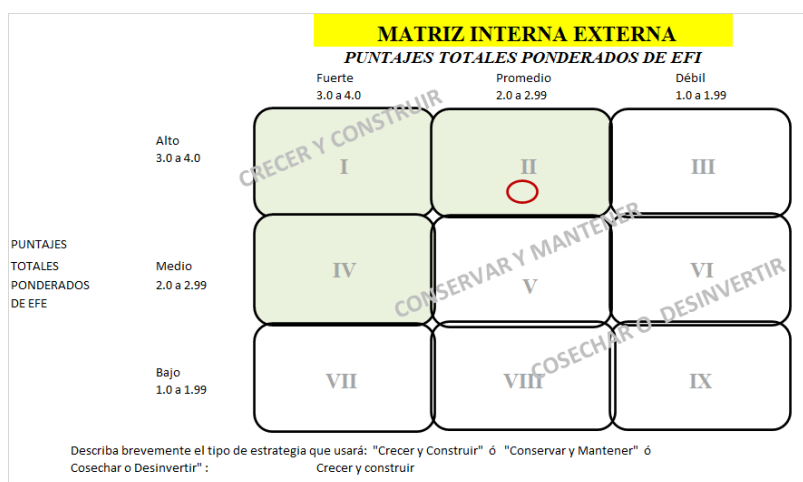 MATRIZ INTERNA EXTERNA
PUNTAJES TOTALES PONDERADOS DE EFI
Fuerte
3.0 a 4.0
Promedio
2.0 a 2.99
Débil
1.0 a 1.99
Alto
3.0 a 4.0
CRECER Y CONSTRUIR
I
II
III
PUNTAJES
TOTALES
PONDERADOS
DE EFE
Medio
2.0 a 2.99
IV
CONSERVAR Y MANTENER
V
VI
COSECHAR O DESINVERTIR
Bajo
1.0 a 1.99
VII
VIII
IX
Describa brevemente el tipo de estrategia que usará: "Crecer y Construir" ó "Conservar y Mantener" ó
Cosechar o Desinvertir" : Crecer y construir